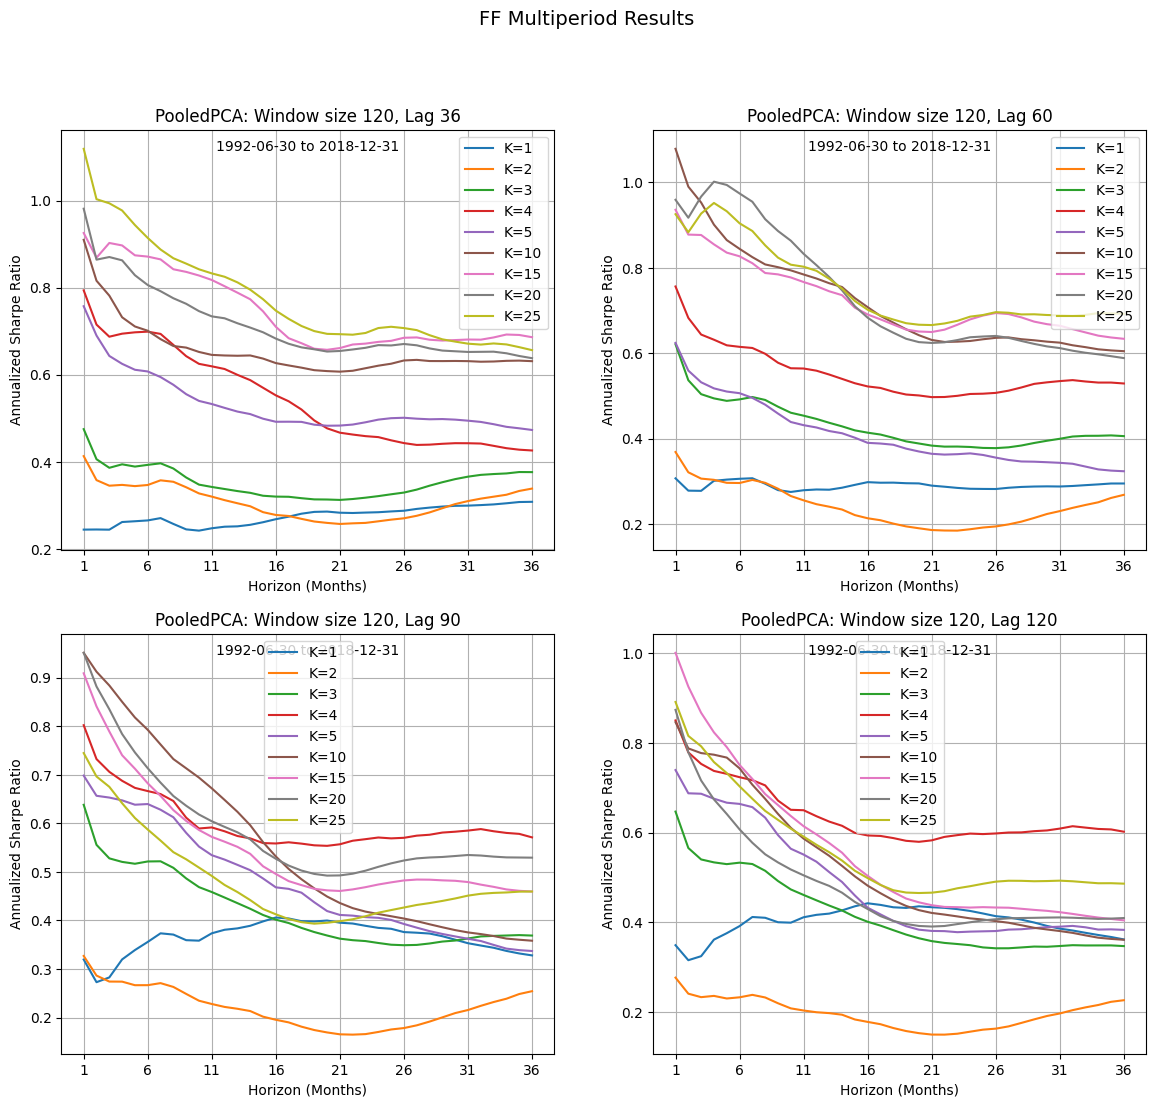 FF Multiperiod Results
PooledPCA: Window size 120, Lag 36
1992-06-30 to 2018-12-31
K=1
K=2
K=3
K=4
K=5
K=10
K=15
K=20
K=25
Annualized Sharpe Ratio
1.0
0.8
0.6
0.4
0.2
1 6 11 16 21 26 31 36
Horizon (Months)
PooledPCA: Window size 120, Lag 60
1992-06-30 to 2018-12-31
K=1
K=2
K=3
K=4
K=5
K=10
K=15
K=20
K=25
Annualized Sharpe Ratio
1.0
0.8
0.6
0.4
0.2
1 6 11 16 21 26 31 36
Horizon (Months)
PooledPCA: Window size 120, Lag 90
1992-06-30 to 2018-12-31
K=1
K=2
K=3
K=4
K=5
K=10
K=15
K=20
K=25
Annualized Sharpe Ratio
0.9
0.8
0.7
0.6
0.5
0.4
0.3
0.2
1 6 11 16 21 26 31 36
Horizon (Months)
PooledPCA: Window size 120, Lag 120
1992-06-30 to 2018-12-31
K=1
K=2
K=3
K=4
K=5
K=10
K=15
K=20
K=25
Annualized Sharpe Ratio
1.0
0.8
0.6
0.4
0.2
1 6 11 16 21 26 31 36
Horizon (Months)